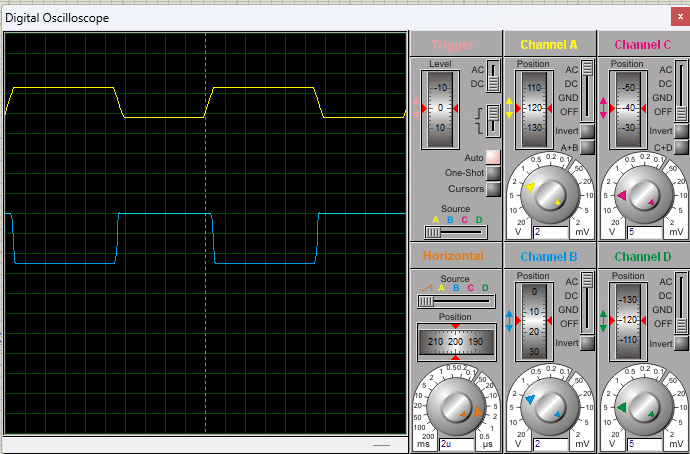 Digital Oscilloscope
x
Trigger
Level
AC
DC
-10
0
10
Auto
One-Shot
Cursors
Source
A B C D
Channel A
Position
AC
DC
GND
OFF
110
120
130
Invert
A+B
0.5 0.2 0.1
1 50
2 20
5 10
10 5
20 2
V 2 mV
Channel C
Position
AC
DC
GND
OFF
-50
-40
-30
Invert
C+D
0.5 0.2 0.1
1 50
2 20
5 10
10 5
20 2
V 5 mV
Horizontal
Source
A B C D
Position
210 200 190
0.5 0.2 0.1
1 50
2 20
5 10
10 5
20 2
50 1
100 0.5
200
ms 2u µs
Channel B
Position
AC
DC
GND
OFF
0
10
20
30
Invert
0.5 0.2 0.1
1 50
2 20
5 10
10 5
20 2
V 2 mV
Channel D
Position
AC
DC
GND
OFF
-130
-120
-110
Invert
0.5 0.2 0.1
1 50
2 20
5 10
10 5
20 2
V 5 mV